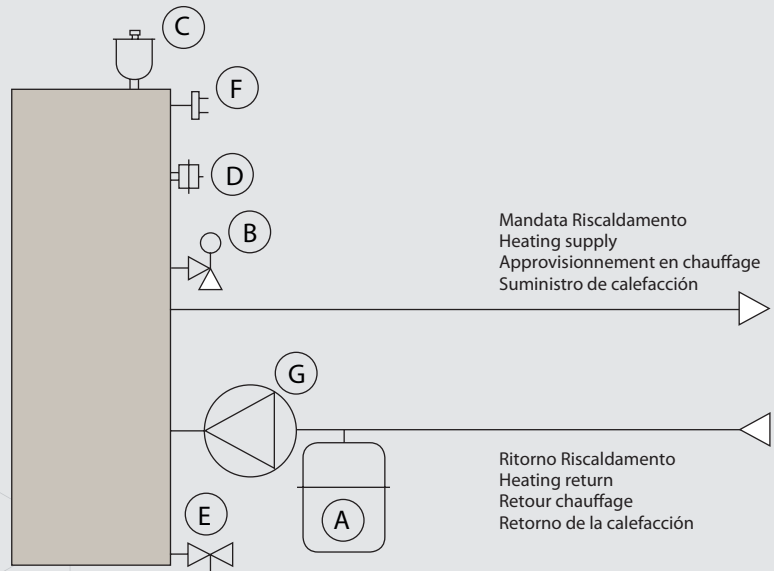 C
F
D
B
Mandata Riscaldamento
Heating supply
Approvisionnement en chauffage
Suministro de calefacción
G
Ritorno Riscaldamento
Heating return
Retour chauffage
Retorno de la calefacción
E
A